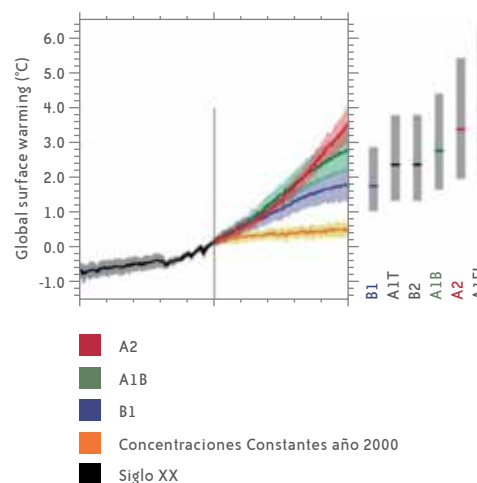 Global surface warming (°C)
6.0
5.0
4.0
3.0
2.0
1.0
0.0
-1.0
B1
A1T
B2
A1B
A2
A2
A1B
B1
Concentraciones Constantes año 2000
Siglo XX